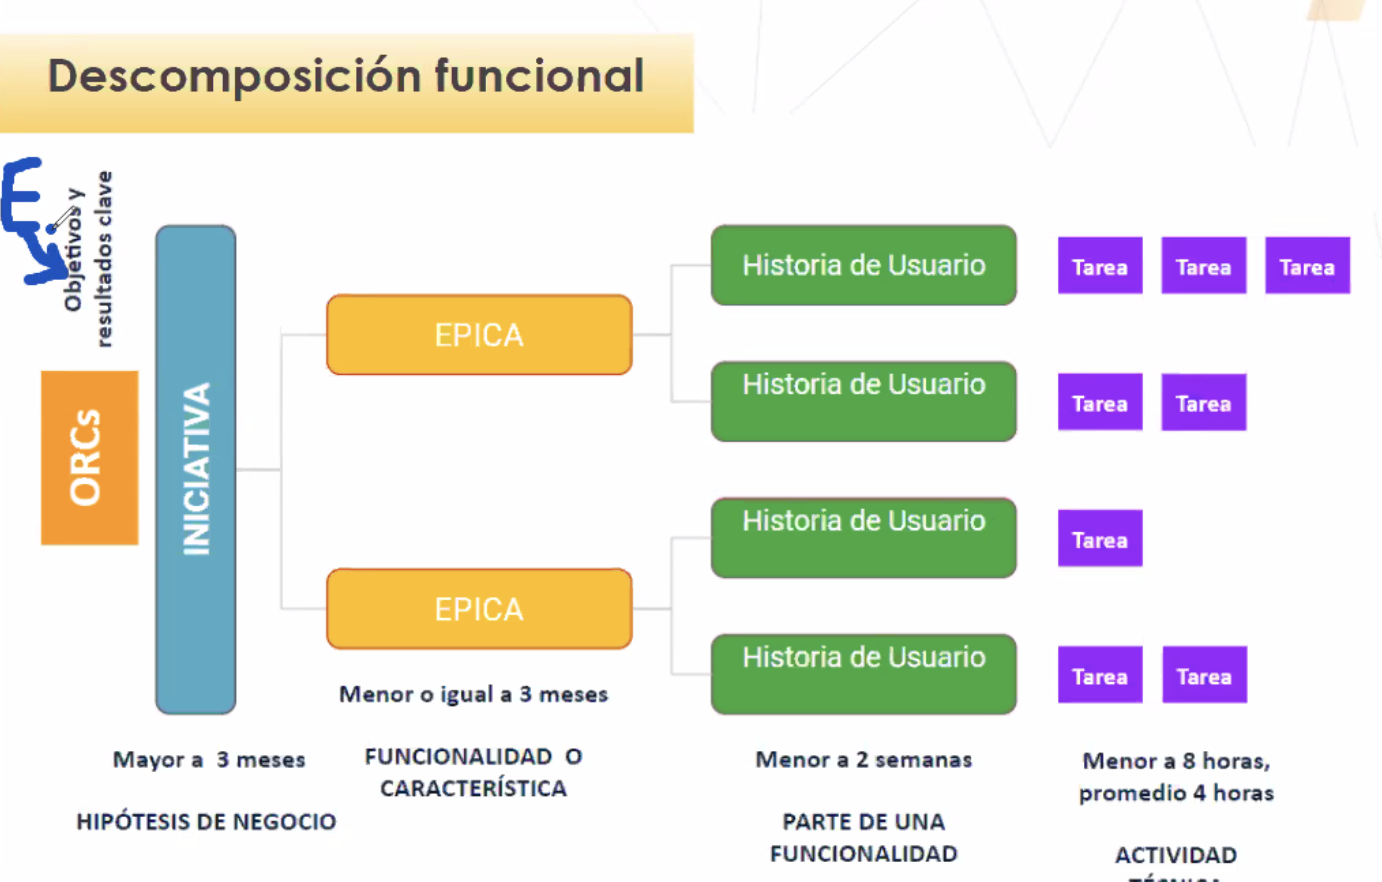 Descomposición funcional
E
Objetivos y
resultados clave
ORCs
INICIATIVA
EPICA
EPICA
Historia de Usuario
Historia de Usuario
Historia de Usuario
Historia de Usuario
Tarea Tarea Tarea
Tarea Tarea
Tarea
Tarea Tarea
Mayor a 3 meses
HIPÓTESIS DE NEGOCIO
Menor o igual a 3 meses
FUNCIONALIDAD O
CARACTERÍSTICA
Menor a 2 semanas
PARTE DE UNA
FUNCIONALIDAD
Menor a 8 horas,
promedio 4 horas
ACTIVIDAD